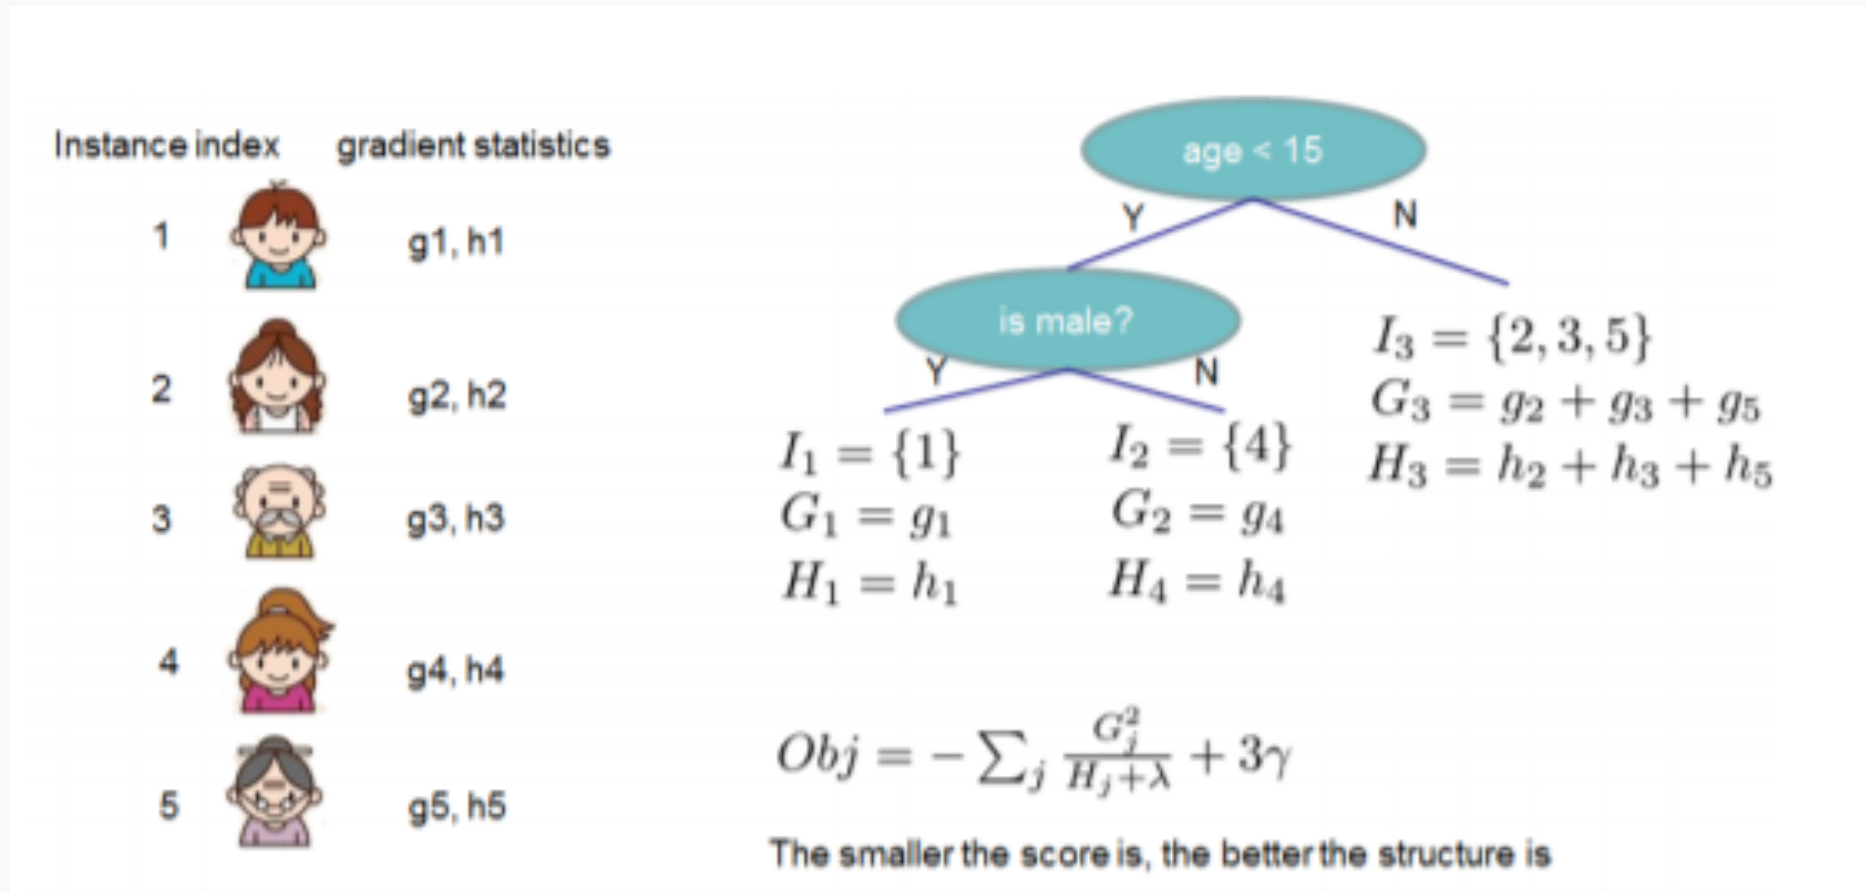 Instance index gradient statistics
1 g1, h1
2 g2, h2
3 g3, h3
4 g4, h4
5 g5, h5
age < 15
Y N
is male?
Y N
I₁ = {1}
G₁ = g₁
H₁ = h₁
I₂ = {4}
G₂ = g₄
H₄ = h₄
I₃ = {2, 3, 5}
G₃ = g₂ + g₃ + g₅
H₃ = h₂ + h₃ + h₅
Obj = − ∑ⱼ Gⱼ² / (Hⱼ+λ) + 3γ
The smaller the score is, the better the structure is